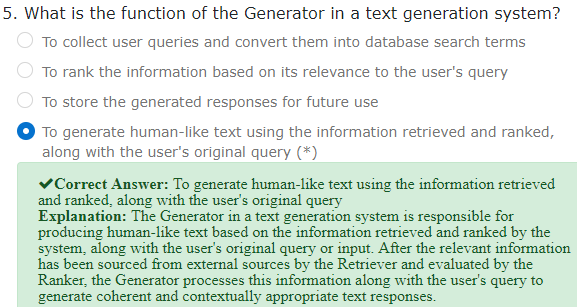 5. What is the function of the Generator in a text generation system?
To collect user queries and convert them into database search terms
To rank the information based on its relevance to the user's query
To store the generated responses for future use
To generate human-like text using the information retrieved and ranked,
along with the user's original query (*)
✔Correct Answer: To generate human-like text using the information retrieved
and ranked, along with the user's original query
Explanation: The Generator in a text generation system is responsible for
producing human-like text based on the information retrieved and ranked by the
system, along with the user's original query or input. After the relevant information
has been sourced from external sources by the Retriever and evaluated by the
Ranker, the Generator processes this information along with the user's query to
generate coherent and contextually appropriate text responses.